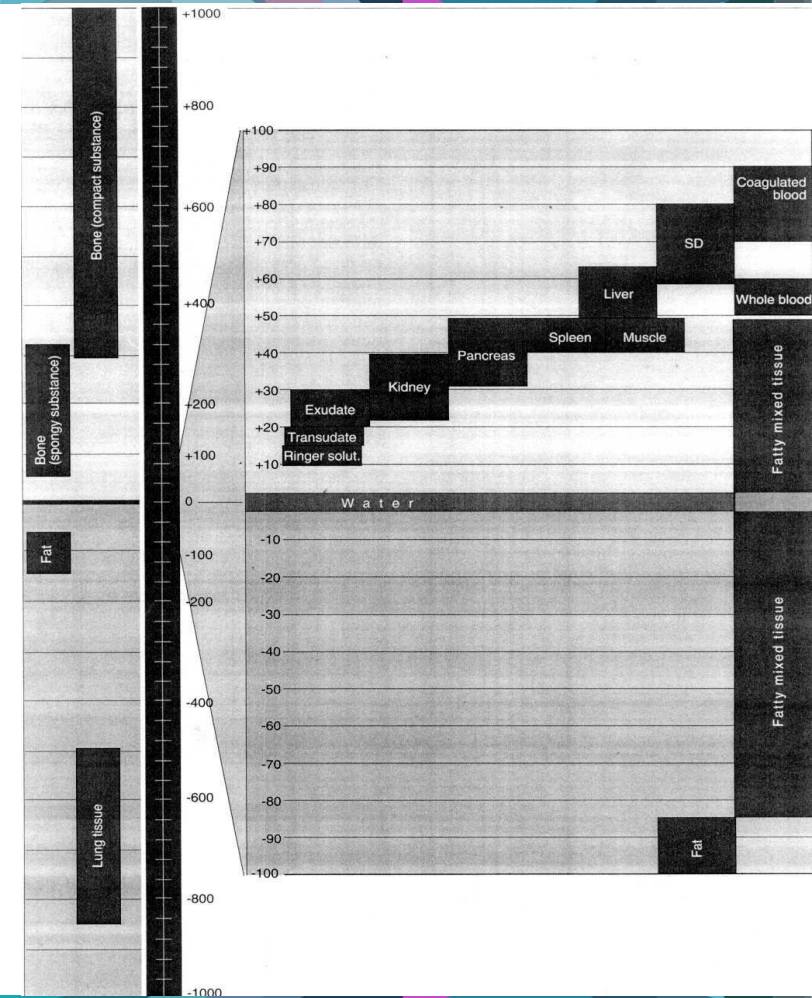 +1000
+800
+600
+400
+200
+100
0
-100
-200
-400
-600
-800
-1000
Bone (compact substance)
Bone
(spongy substance)
Fat
Lung tissue
+100
+90
+80
+70
+60
+50
+40
+30
+20
+10
-10
-20
-30
-40
-50
-60
-70
-80
-90
-100
Coagulated
blood
SD
Liver
Whole blood
Spleen
Muscle
Pancreas
Kidney
Exudate
Transudate
Ringer solut.
Water
Fatty mixed tissue
Fatty mixed tissue
Fat